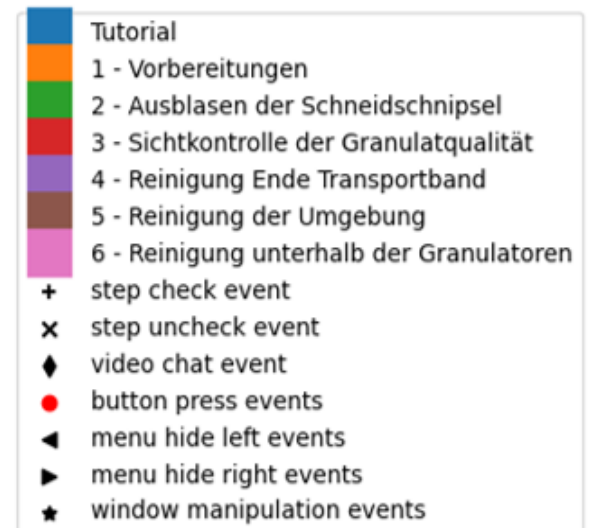 Tutorial
1 - Vorbereitungen
2 - Ausblasen der Schneidschnipsel
3 - Sichtkontrolle der Granulatqualität
4 - Reinigung Ende Transportband
5 - Reinigung der Umgebung
6 - Reinigung unterhalb der Granulatoren
step check event
step uncheck event
video chat event
button press events
menu hide left events
menu hide right events
window manipulation events